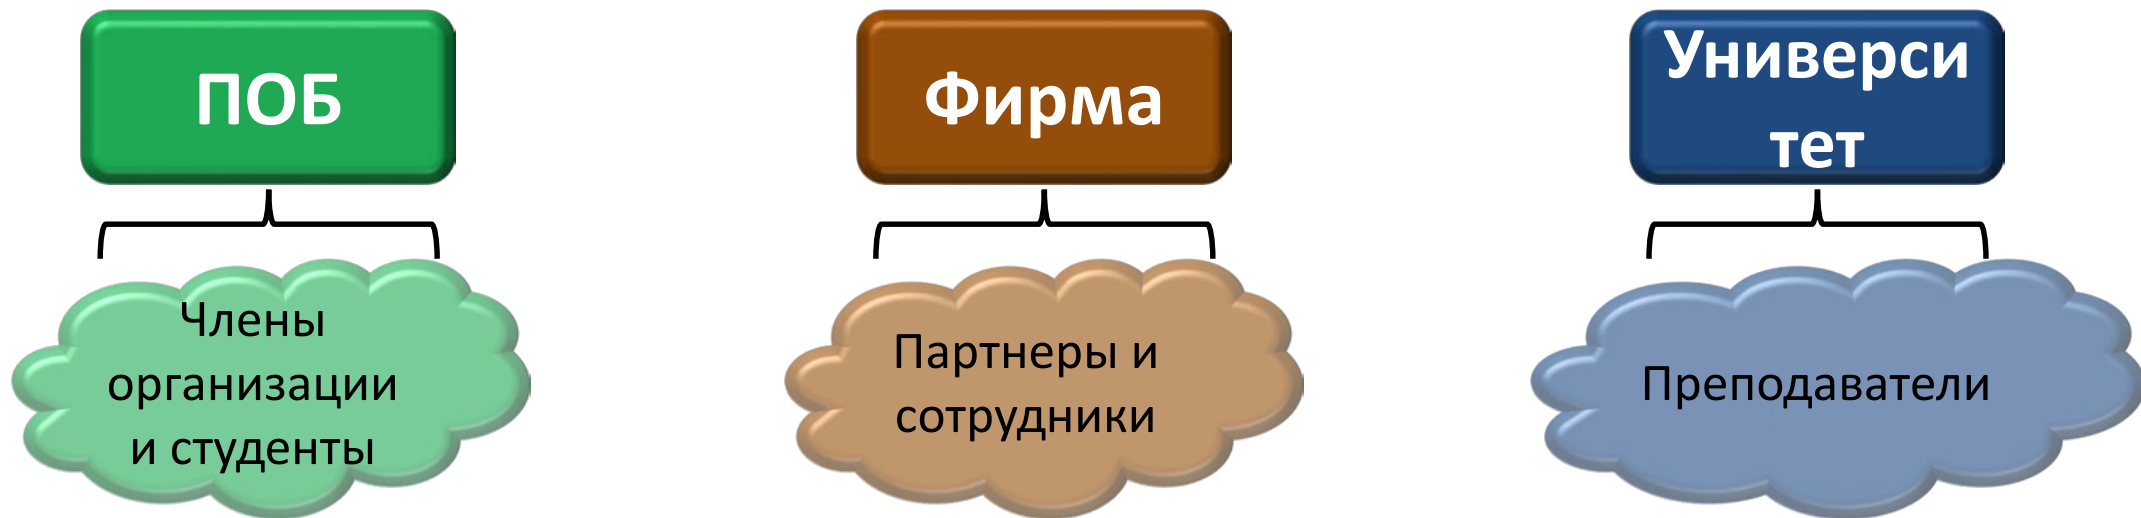 ПОБ
Фирма
Универси
тет
Члены
организации
и студенты
Партнеры и
сотрудники
Преподаватели